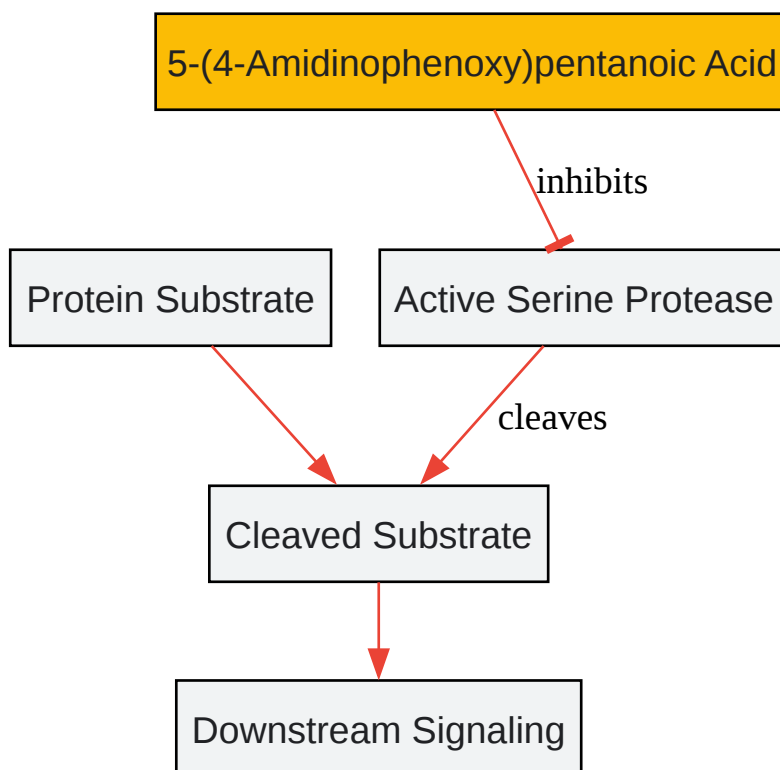 5-(4-Amidinophenoxy)pentanoic Acid
inhibits
Protein Substrate
Active Serine Protease
cleaves
Cleaved Substrate
Downstream Signaling